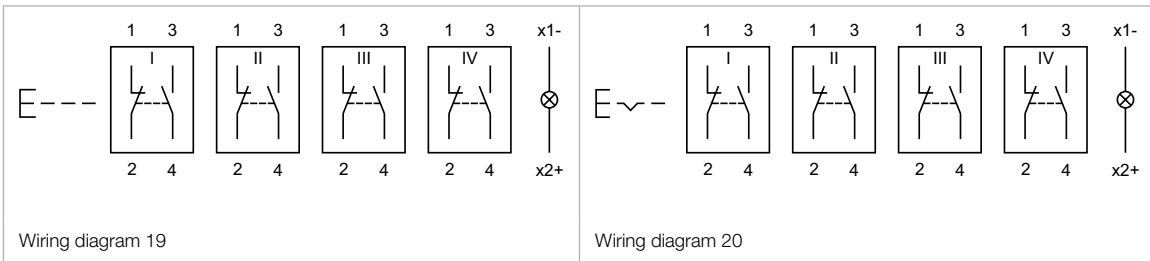 1 3 1 3 1 3 1 3 x1-
I II III IV
2 4 2 4 2 4 2 4 x2+
Wiring diagram 19
1 3 1 3 1 3 1 3 x1-
I II III IV
2 4 2 4 2 4 2 4 x2+
Wiring diagram 20